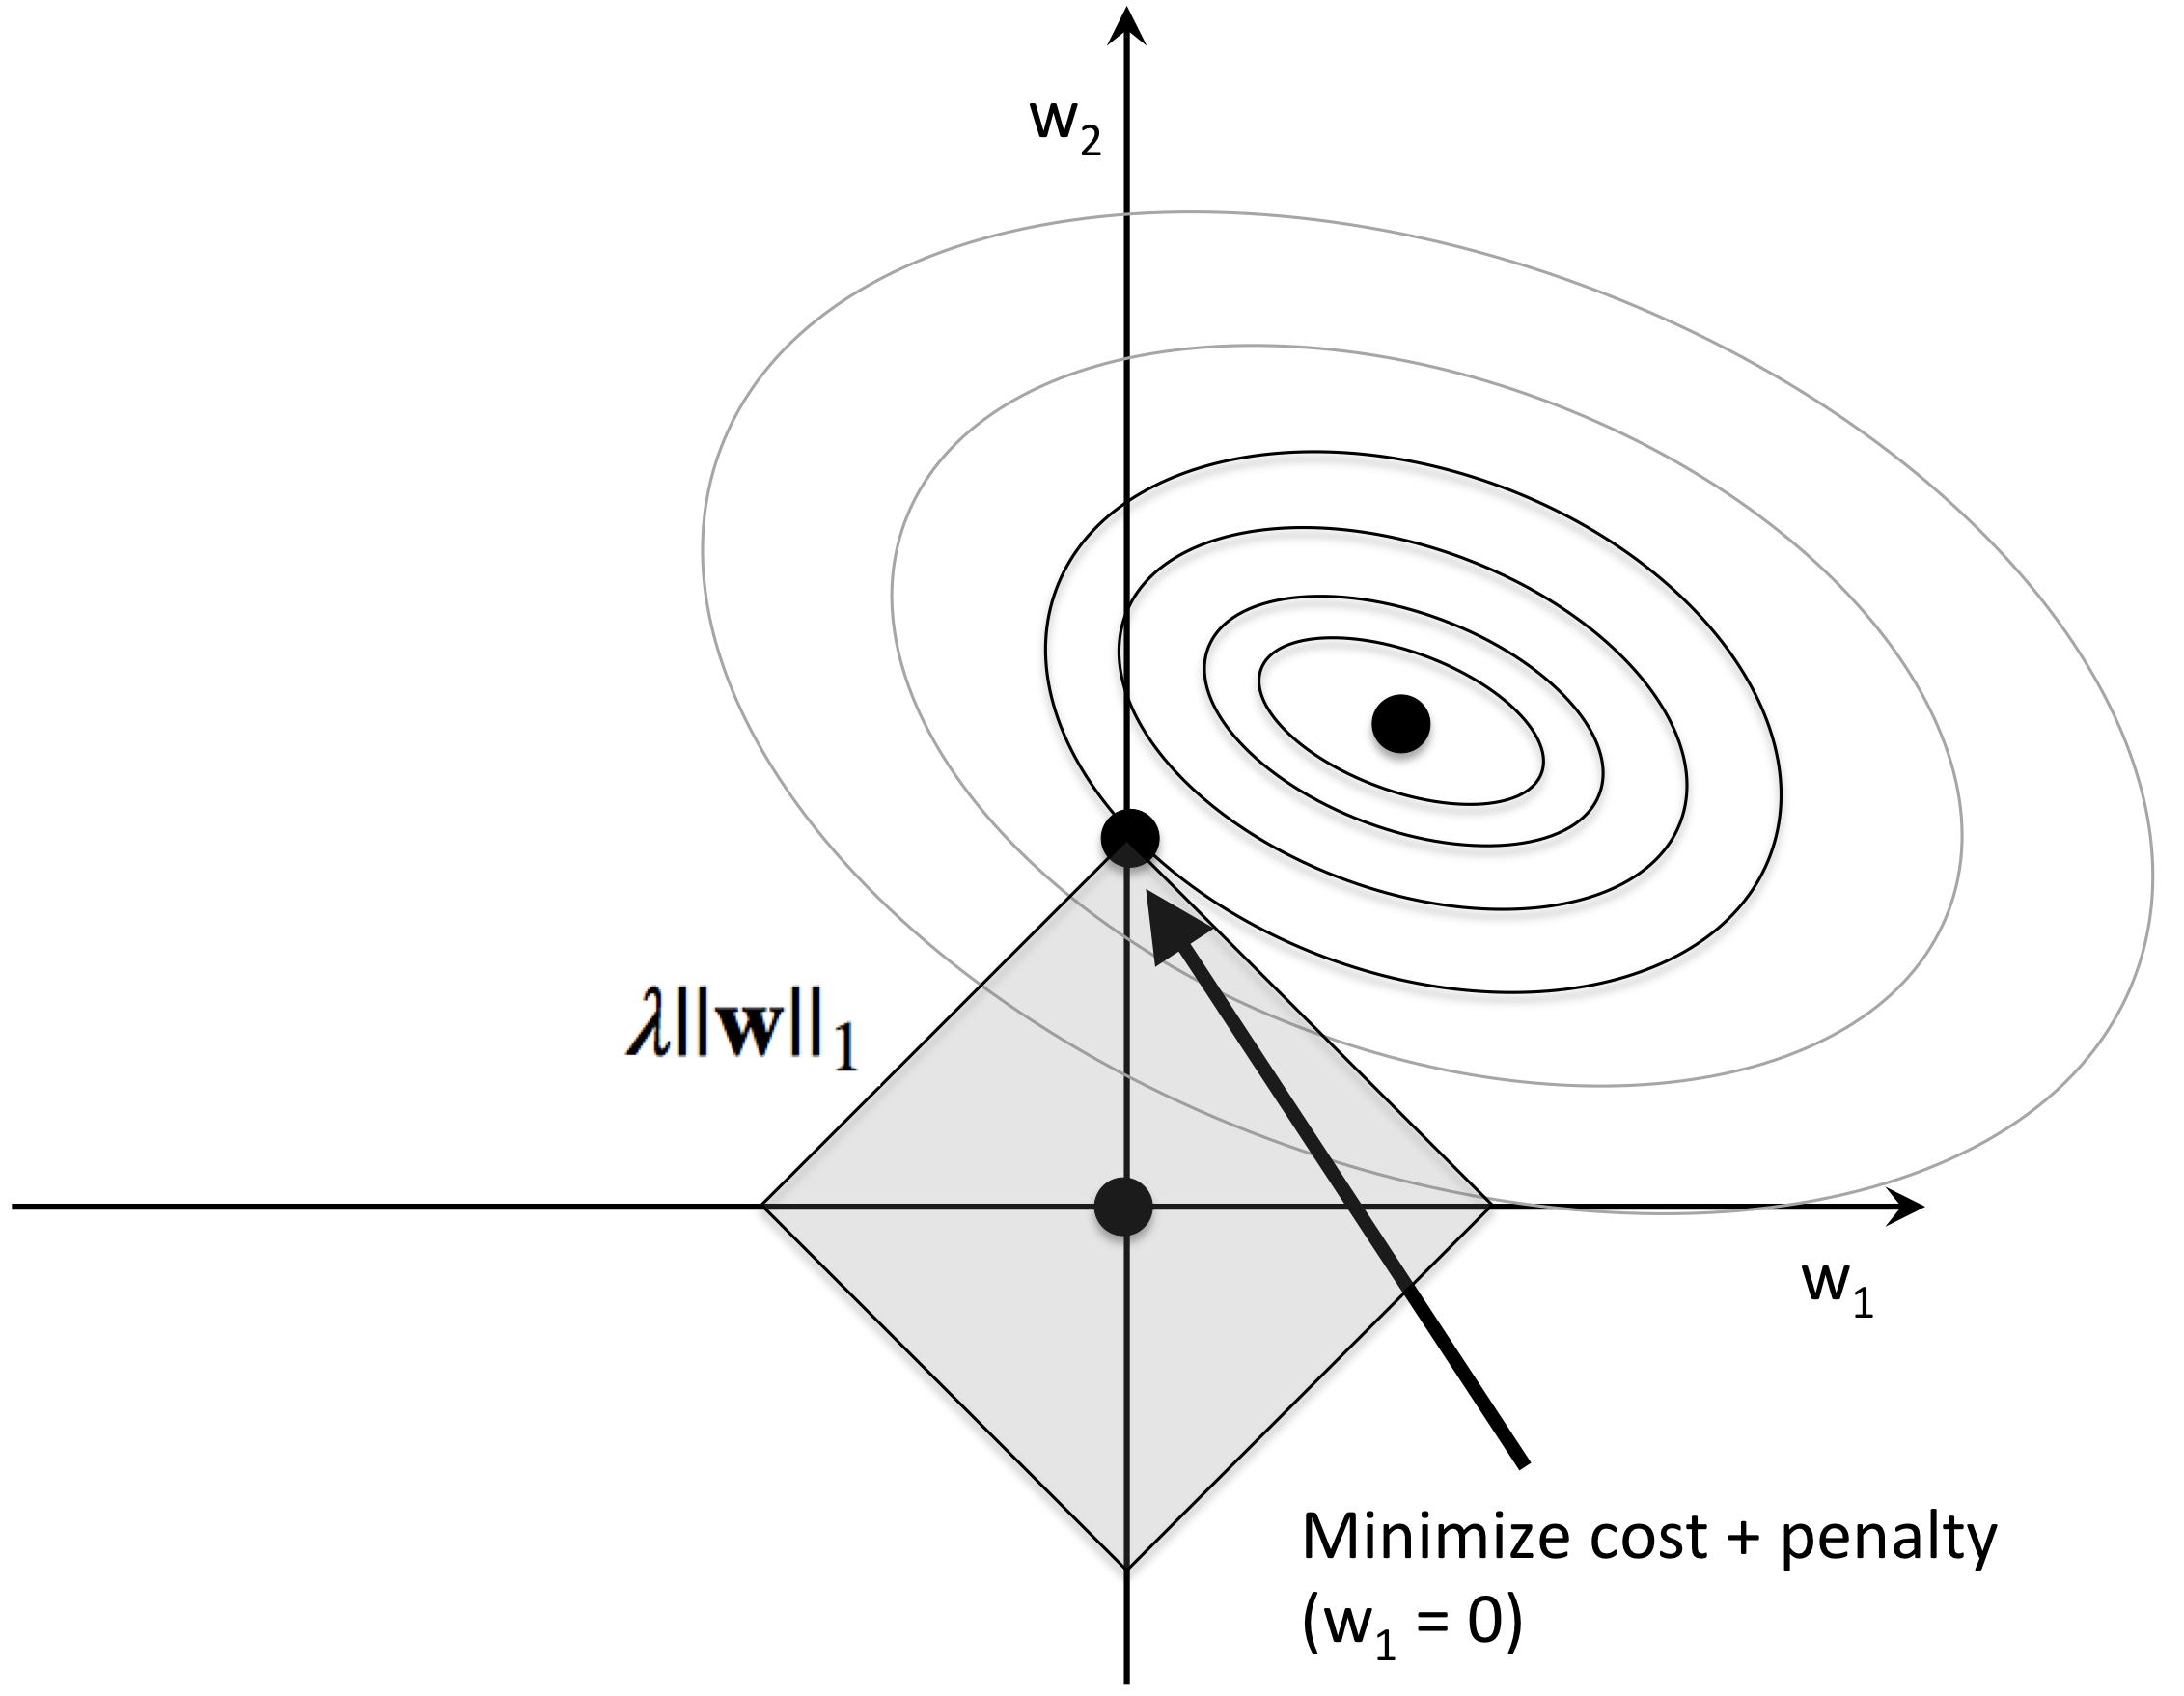 w₂
λ||w||₁
w₁
Minimize cost + penalty
(w₁ = 0)